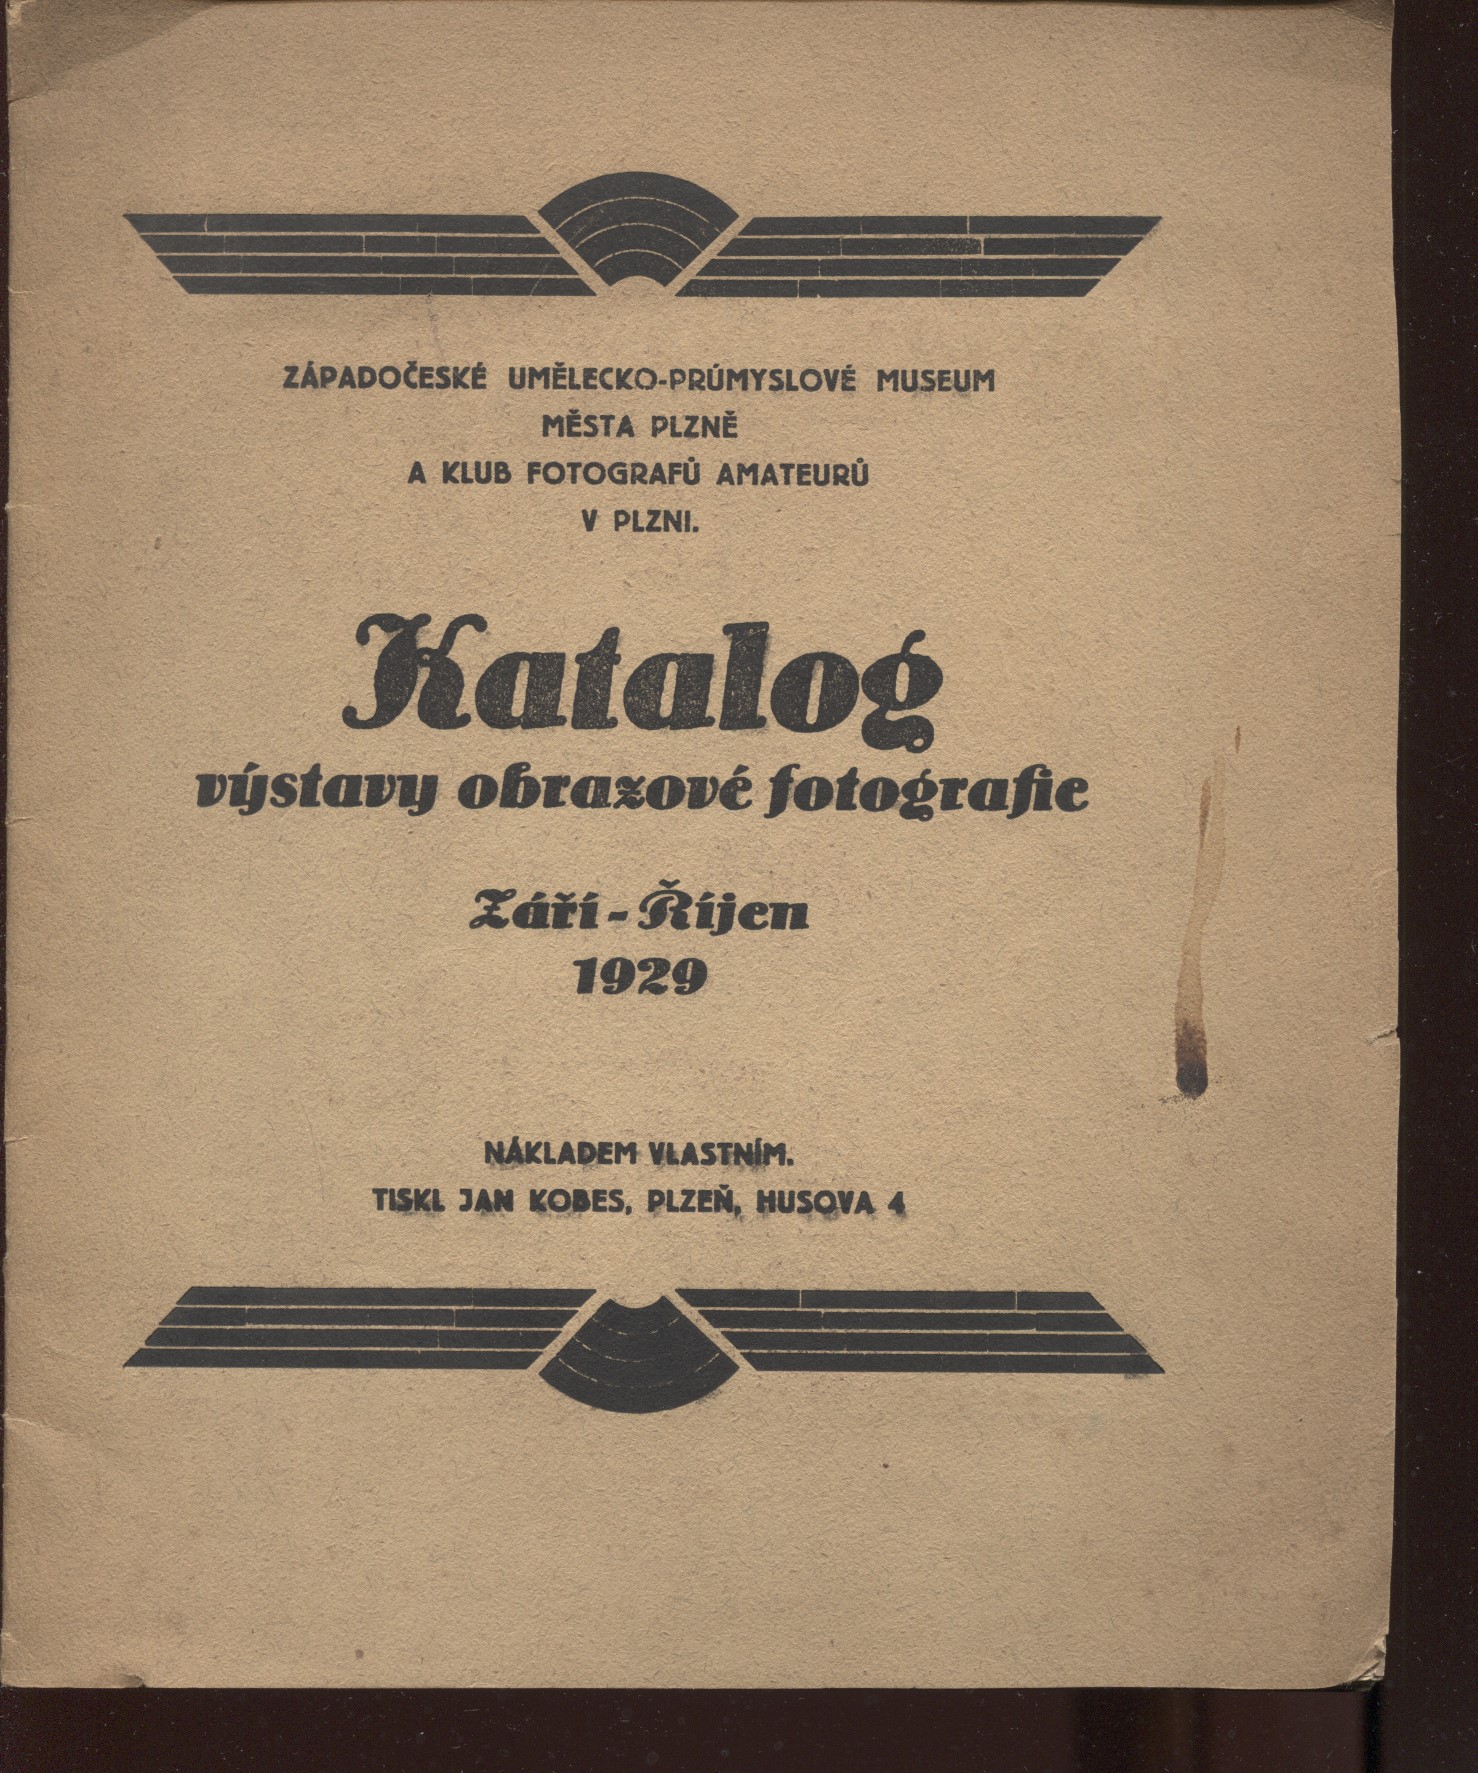 ZÁPADOČESKÉ UMĚLECKO-PRÚMYSLOVÉ MUSEUM
MĚSTA PLZNĚ
A KLUB FOTOGRAFŮ AMATEURŮ
V PLZNI.
Katalog
výstavy obrazové fotografie
Září - Říjen
1929
NÁKLADEM VLASTNÍM.
TISKL JAN KOBES, PLZEŇ, HUSOVA 4